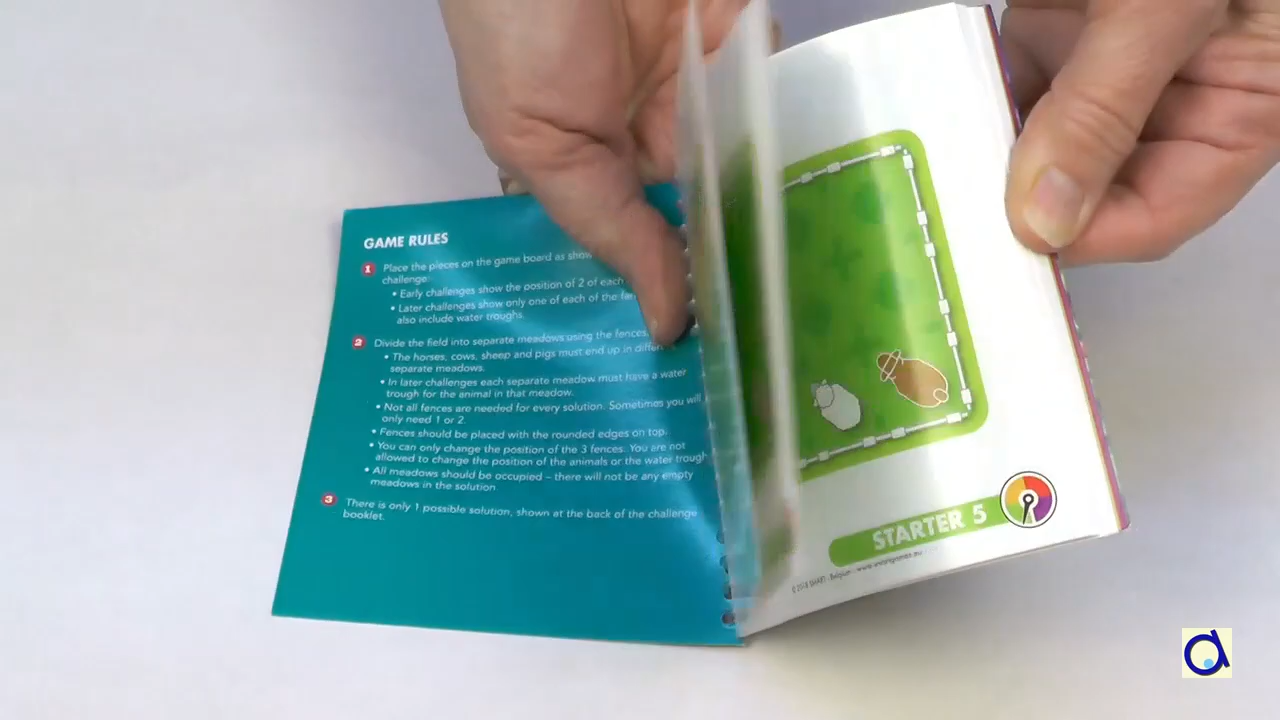 GAME RULES
1 Place the pieces on the game board as
challenge:
• Early challenges show the position of 2 of each
• Later challenges show only one of each of the
also include water troughs.
2 Divide the field into separate meadows using the fences.
• The horses, cows, sheep and pigs must end up in
separate meadows.
• In later challenges each separate meadow must have a water
trough for the animal in that meadow.
• Not all fences are needed for every solution. Sometimes you will
only need 1 or 2.
• Fences should be placed with the rounded edges on top.
• You can only change the position of the 3 fences. You are not
allowed to change the position of the animals or the water trough
• All meadows should be occupied – there will not be any empty
meadows in the solution
3 There is only 1 possible solution, shown at the back of the challenge
booklet.
STARTER 5
SMART - Belgium -
a